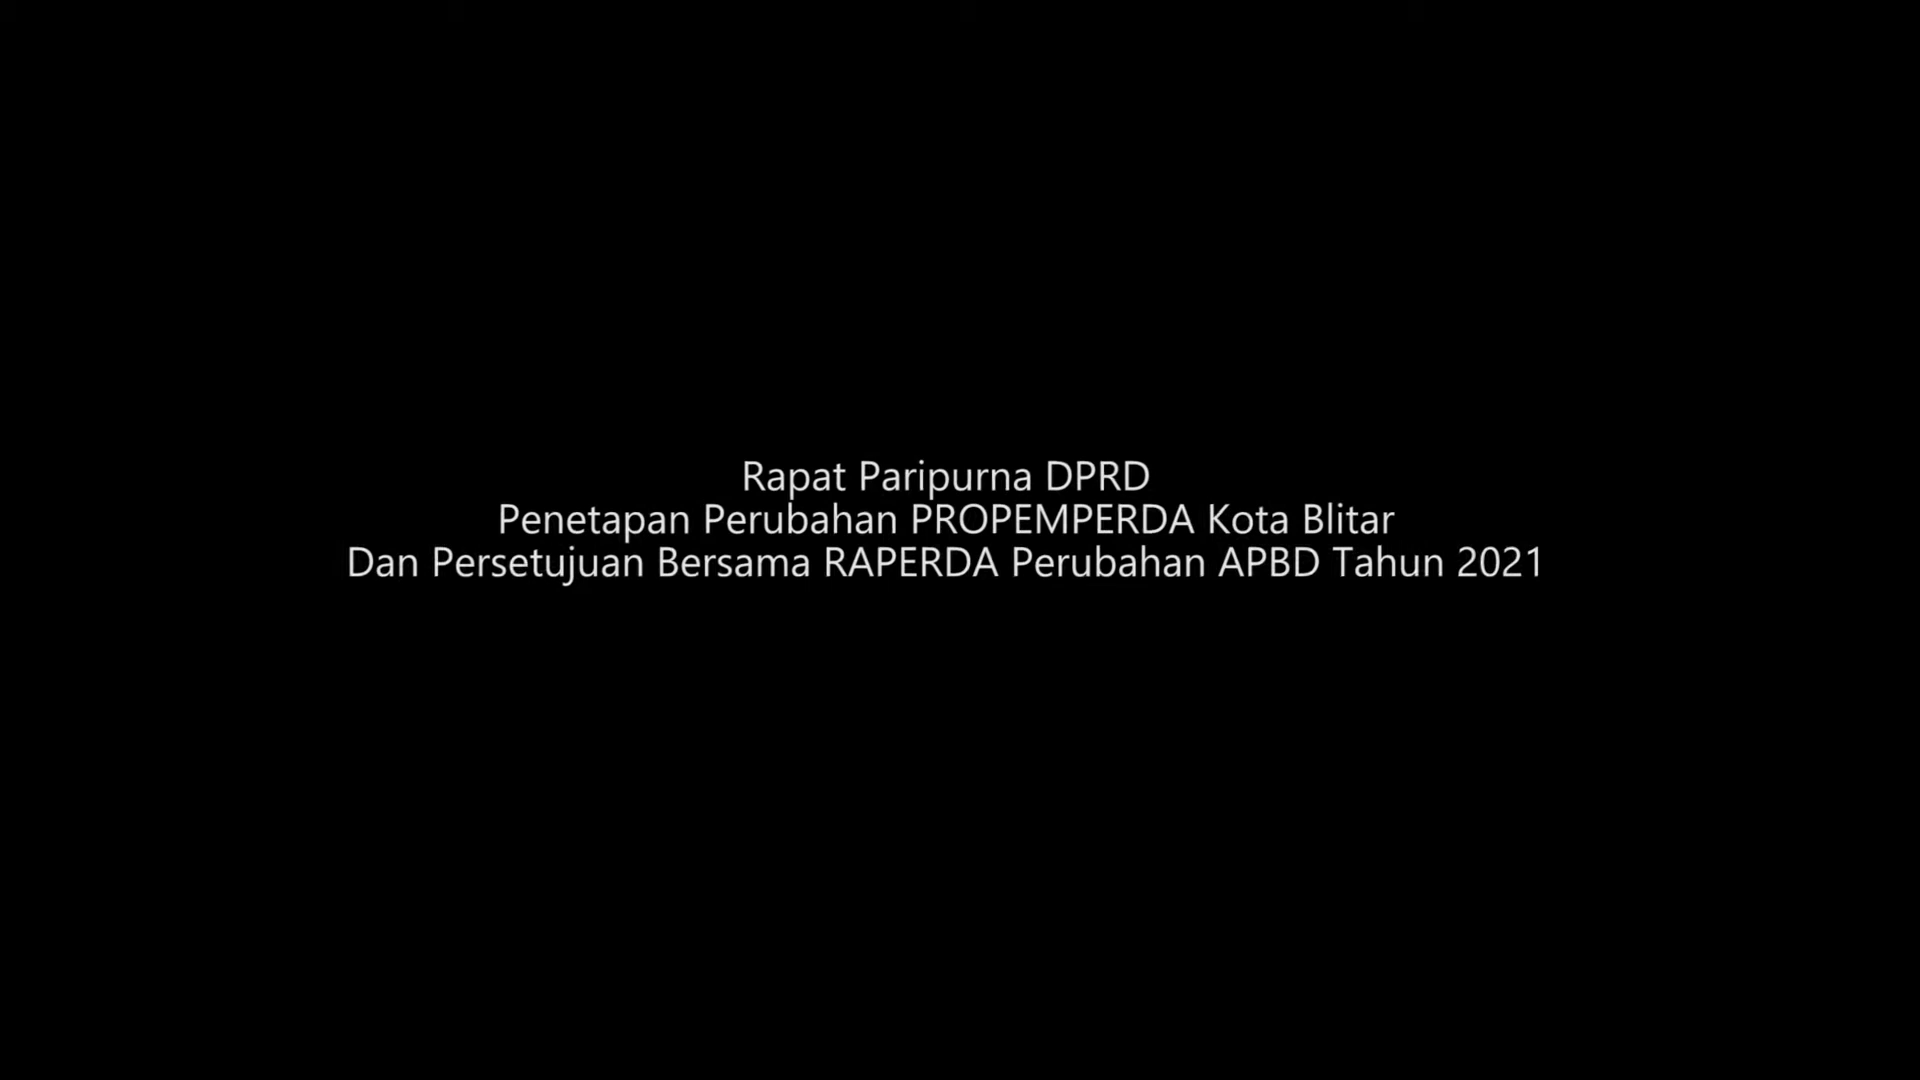 Rapat Paripurna DPRD
Penetapan Perubahan PROPEMPERDA Kota Blitar
Dan Persetujuan Bersama RAPERDA Perubahan APBD Tahun 2021